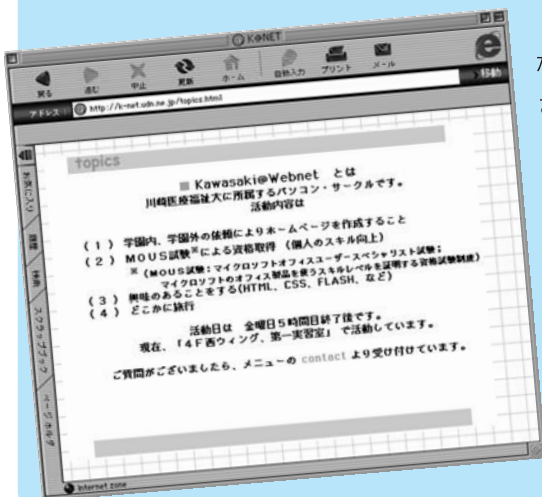 K@NET
戻る 進む 中止 更新 ホーム 自動入力 プリント メール
アドレス: http://k-net.udn.ne.jp/topics.html 移動
お気に入り
履歴
検索
スクラップブック
ページ ホルダ
topics
■ Kawasaki@Webnet とは
川崎医療福祉大に所属するパソコン・サークルです。
活動内容は
(1) 学園内、学園外の依頼によりホームページを作成すること
(2) MOUS試験※による資格取得 (個人のスキル向上)
※(MOUS試験:マイクロソフトオフィスユーザースペシャリスト試験;
マイクロソフトのオフィス製品を使うスキルレベルを証明する資格試験制度)
(3) 興味のあることをする(HTML、CSS、FLASH、など)
(4) どこかに旅行
活動日は 金曜日5時間目終了後です。
現在、「4F西ウィング、第一実習室」で活動しています。
ご質問がございましたら、メニューの contact より受け付けています。
Internet zone